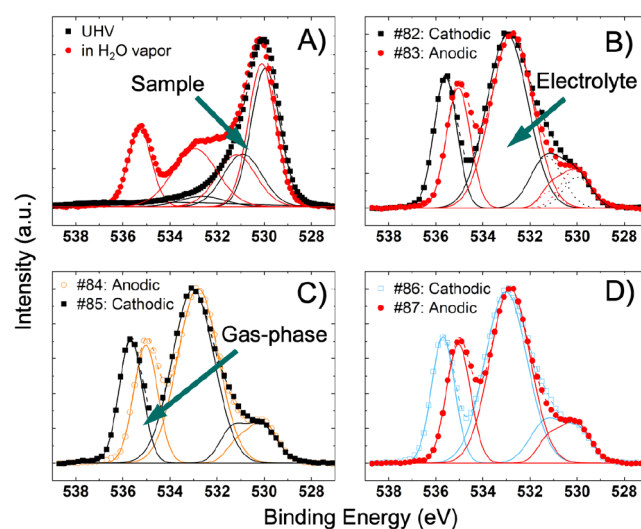 UHV
in H₂O vapor
A)
Sample
538 536 534 532 530 528
#82: Cathodic
#83: Anodic
B)
Electrolyte
538 536 534 532 530 528
Intensity (a.u.)
#84: Anodic
#85: Cathodic
C)
Gas-phase
538 536 534 532 530 528
#86: Cathodic
#87: Anodic
D)
538 536 534 532 530 528
Binding Energy (eV)